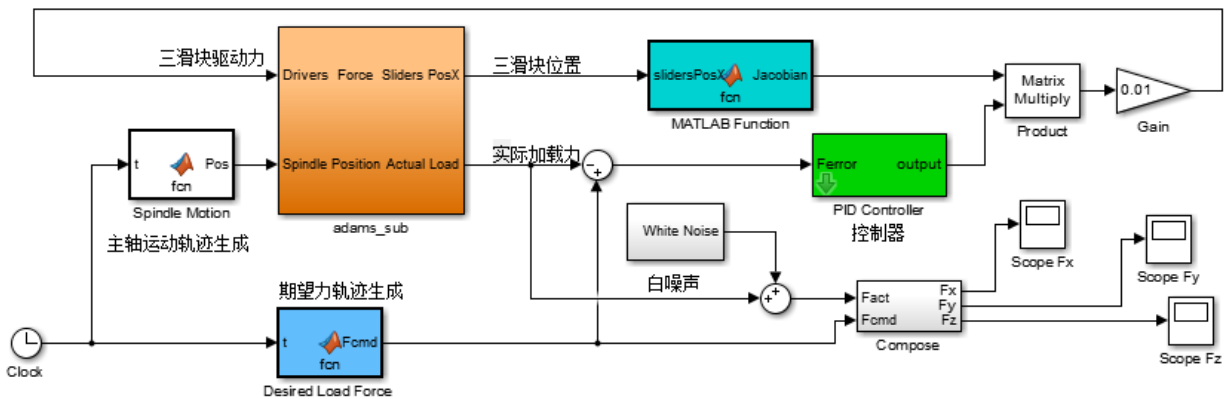 三滑块驱动力
Drivers Force Sliders PosX
三滑块位置
slidersPosX Jacobian
fcn
MATLAB Function
Matrix
Multiply
Product
0.01
Gain
t Pos
fcn
Spindle Motion
主轴运动轨迹生成
Spindle Position Actual Load
adams_sub
实际加载力
Ferror output
PID Controller
控制器
White Noise
白噪声
Scope Fx
Scope Fy
Scope Fz
Fact Fx
Fy
Fcmd Fz
Compose
期望力轨迹生成
Clock
t Fcmd
fcn
Desired Load Force